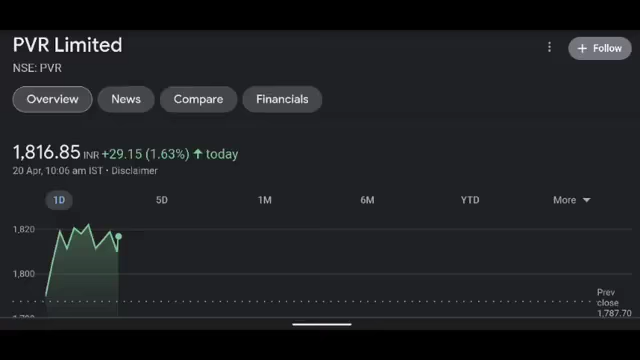 PVR Limited
+ Follow
NSE: PVR
Overview News Compare Financials
1,816.85 INR +29.15 (1.63%) ↑ today
20 Apr, 10:06 am IST • Disclaimer
1D 5D 1M 6M YTD More
1,820
1,800
Prev
close
1,787.70